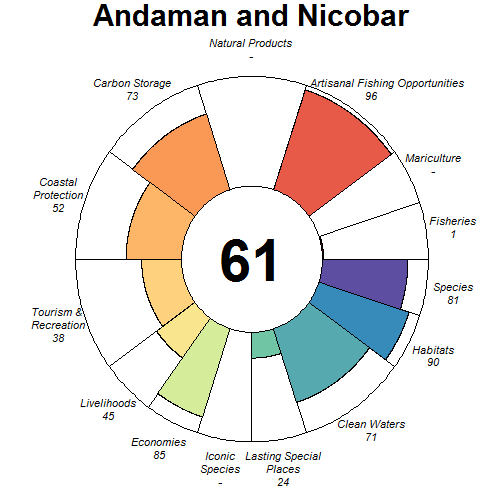 Andaman and Nicobar
Natural Products
-
Carbon Storage
73
Artisanal Fishing Opportunities
96
Mariculture
-
Coastal
Protection
52
Fisheries
1
61
Species
81
Tourism &
Recreation
38
Habitats
90
Livelihoods
45
Clean Waters
71
Economies
85
Iconic
Species
-
Lasting Special
Places
24